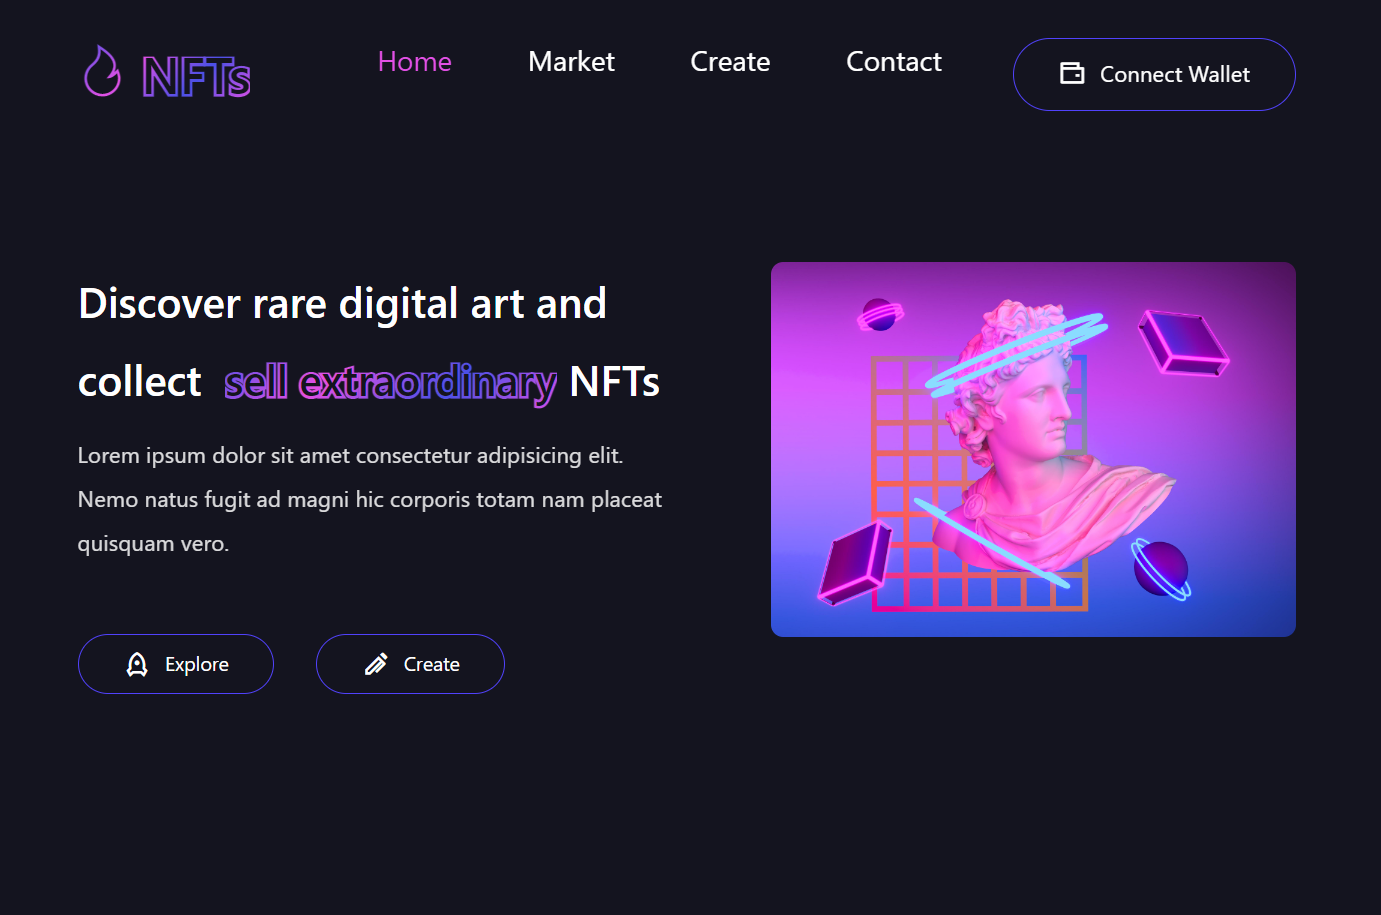 NFTs
Home Market Create Contact
Connect Wallet
Discover rare digital art and
collect sell extraordinary NFTs
Lorem ipsum dolor sit amet consectetur adipisicing elit.
Nemo natus fugit ad magni hic corporis totam nam placeat
quisquam vero.
Explore Create